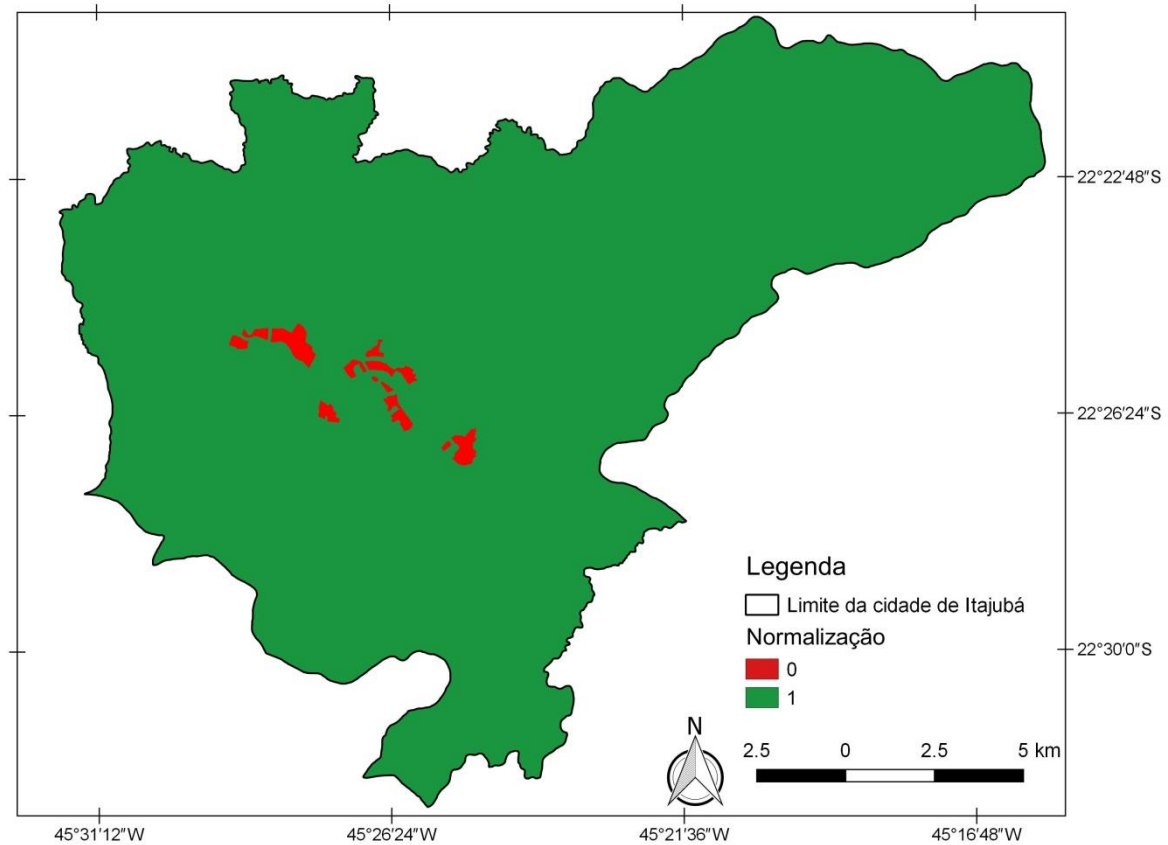 22°22'48"S
22°26'24"S
Legenda
Limite da cidade de Itajubá
Normalização
0
1
22°30'0"S
N
2.5 0 2.5 5 km
45°31'12"W 45°26'24"W 45°21'36"W 45°16'48"W